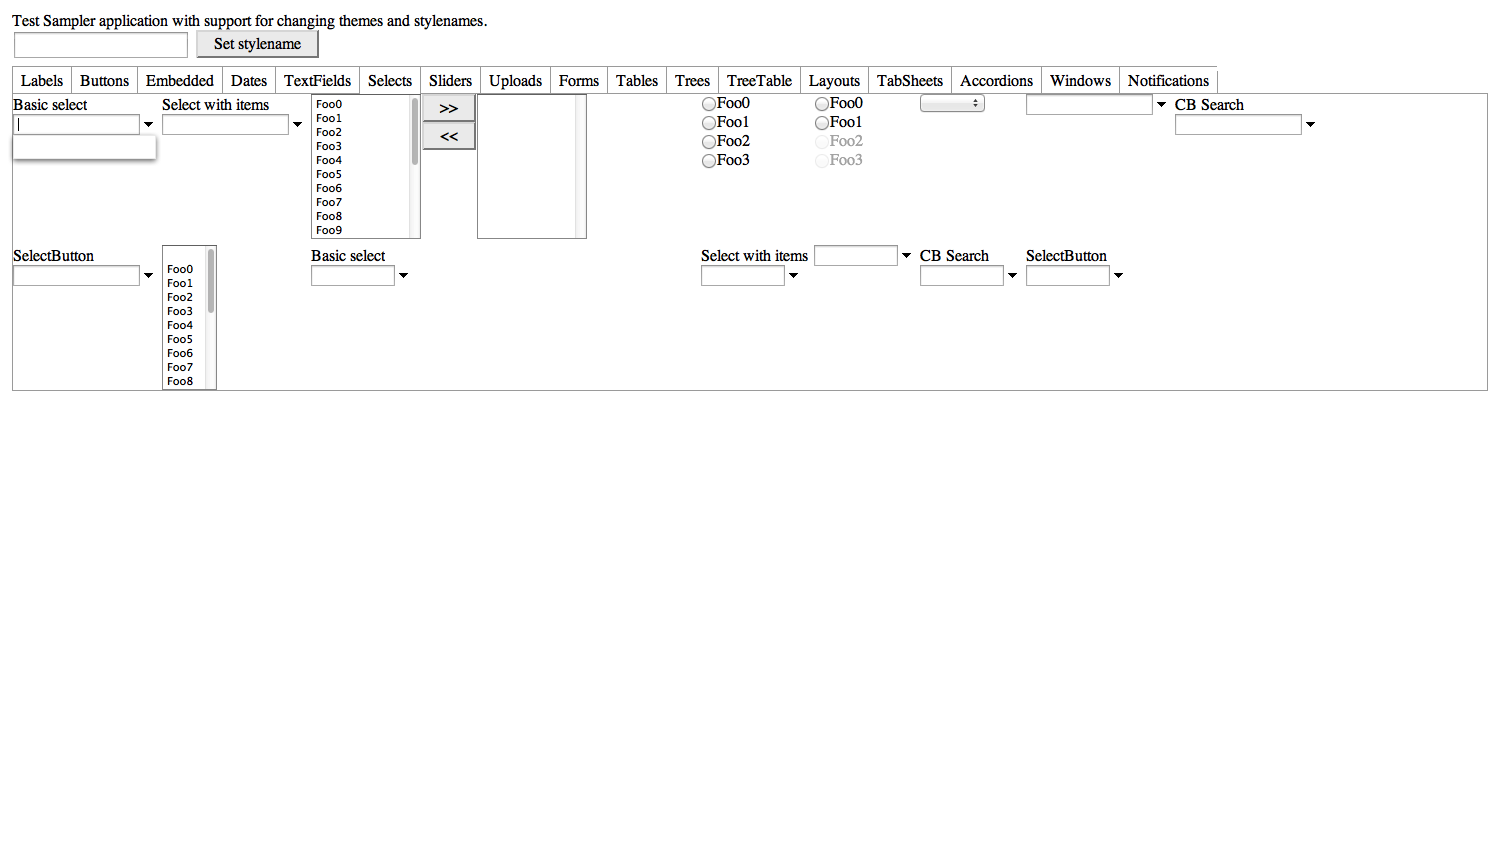 Test Sampler application with support for changing themes and stylenames.
Set stylename
Labels Buttons Embedded Dates TextFields Selects Sliders Uploads Forms Tables Trees TreeTable Layouts TabSheets Accordions Windows Notifications
Basic select
Select with items
Foo0
Foo1
Foo2
Foo3
Foo4
Foo5
Foo6
Foo7
Foo8
Foo9
>>
<<
Foo0
Foo1
Foo2
Foo3
Foo0
Foo1
Foo2
Foo3
CB Search
SelectButton
Foo0
Foo1
Foo2
Foo3
Foo4
Foo5
Foo6
Foo7
Foo8
Basic select
Select with items
CB Search
SelectButton